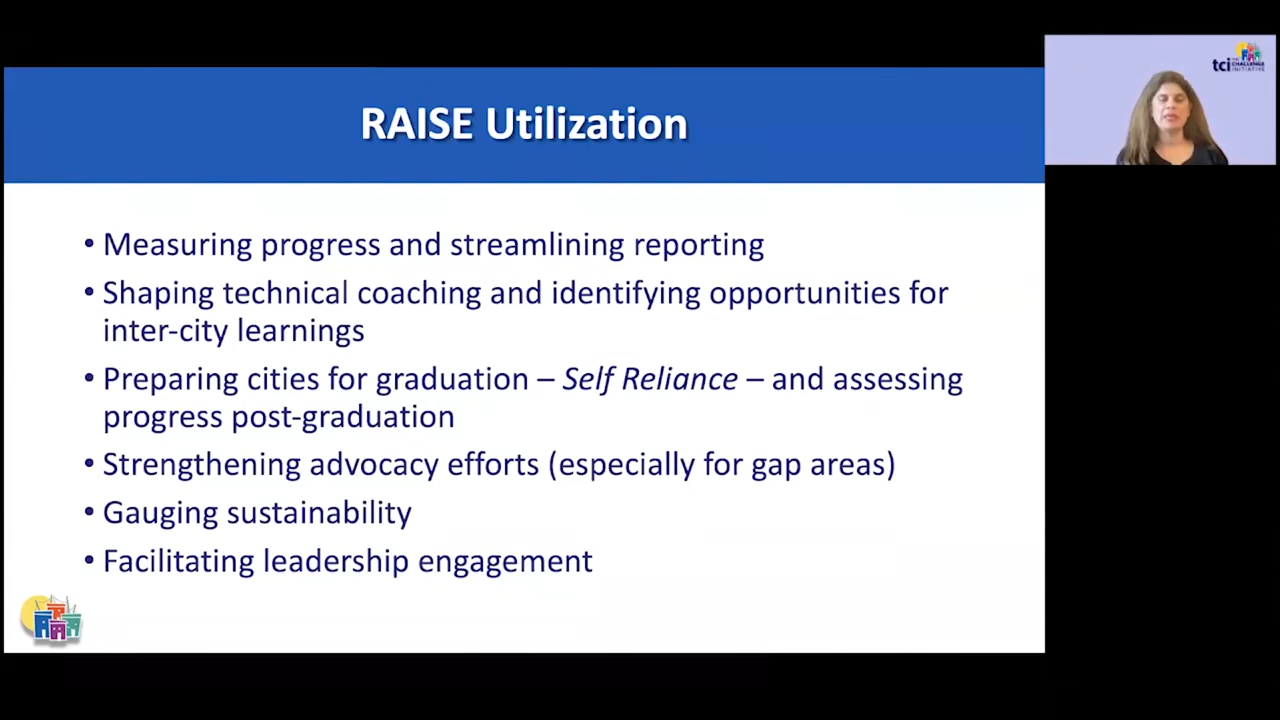 RAISE Utilization
• Measuring progress and streamlining reporting
• Shaping technical coaching and identifying opportunities for
inter-city learnings
• Preparing cities for graduation – Self Reliance – and assessing
progress post-graduation
• Strengthening advocacy efforts (especially for gap areas)
• Gauging sustainability
• Facilitating leadership engagement
tci THE
CHALLENGE
INITIATIVE